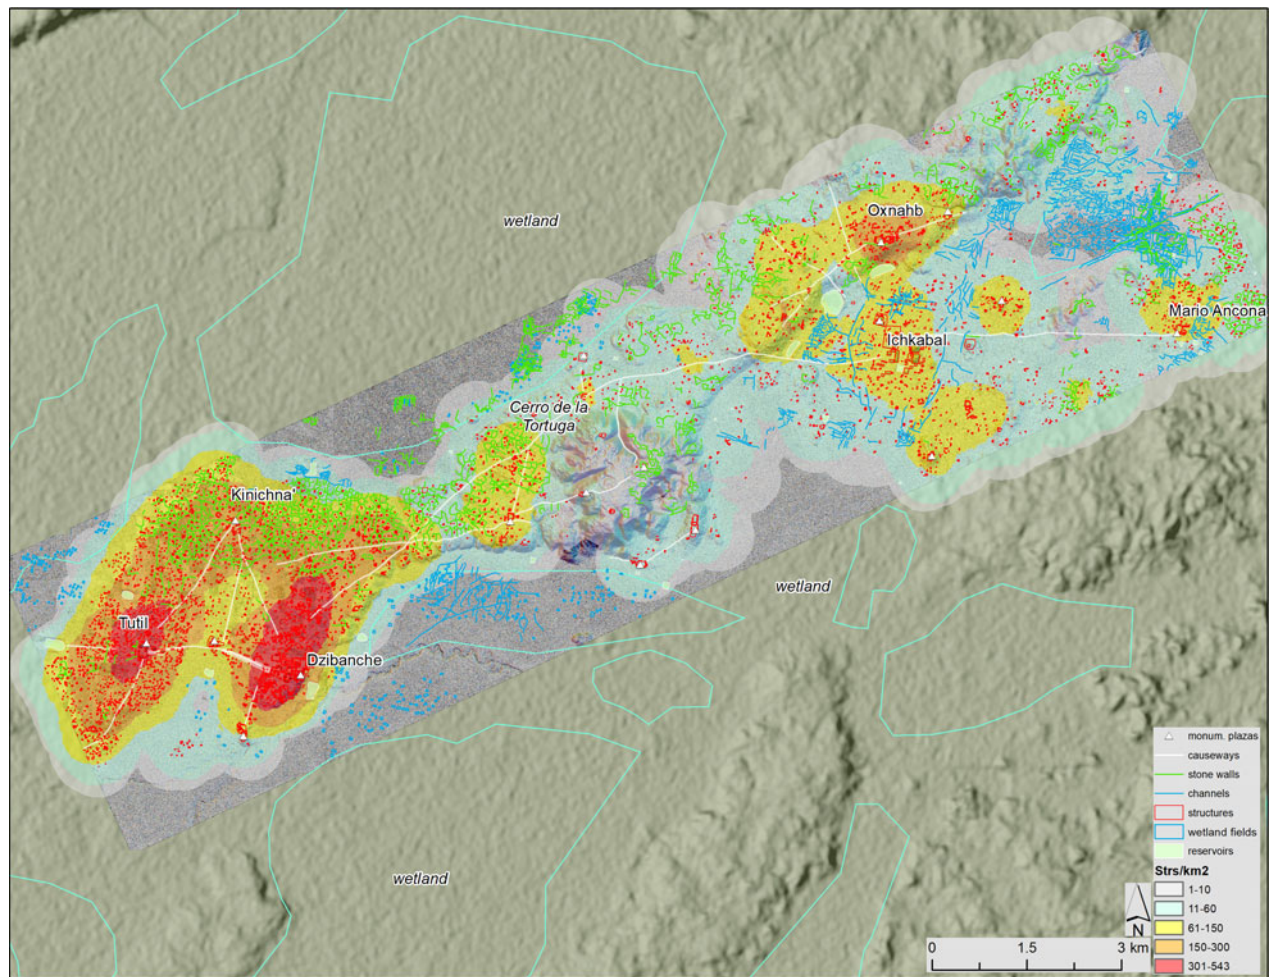 wetland
Oxnahb
Mario Ancona
Ichkabal
Cerro de la
Tortuga
Kinichna'
wetland
Tutil
Dzibanche
wetland
monum. plazas
causeways
stone walls
channels
structures
wetland fields
reservoirs
Strs/km2
1-10
11-60
61-150
150-300
301-543
N
0 1.5 3 km